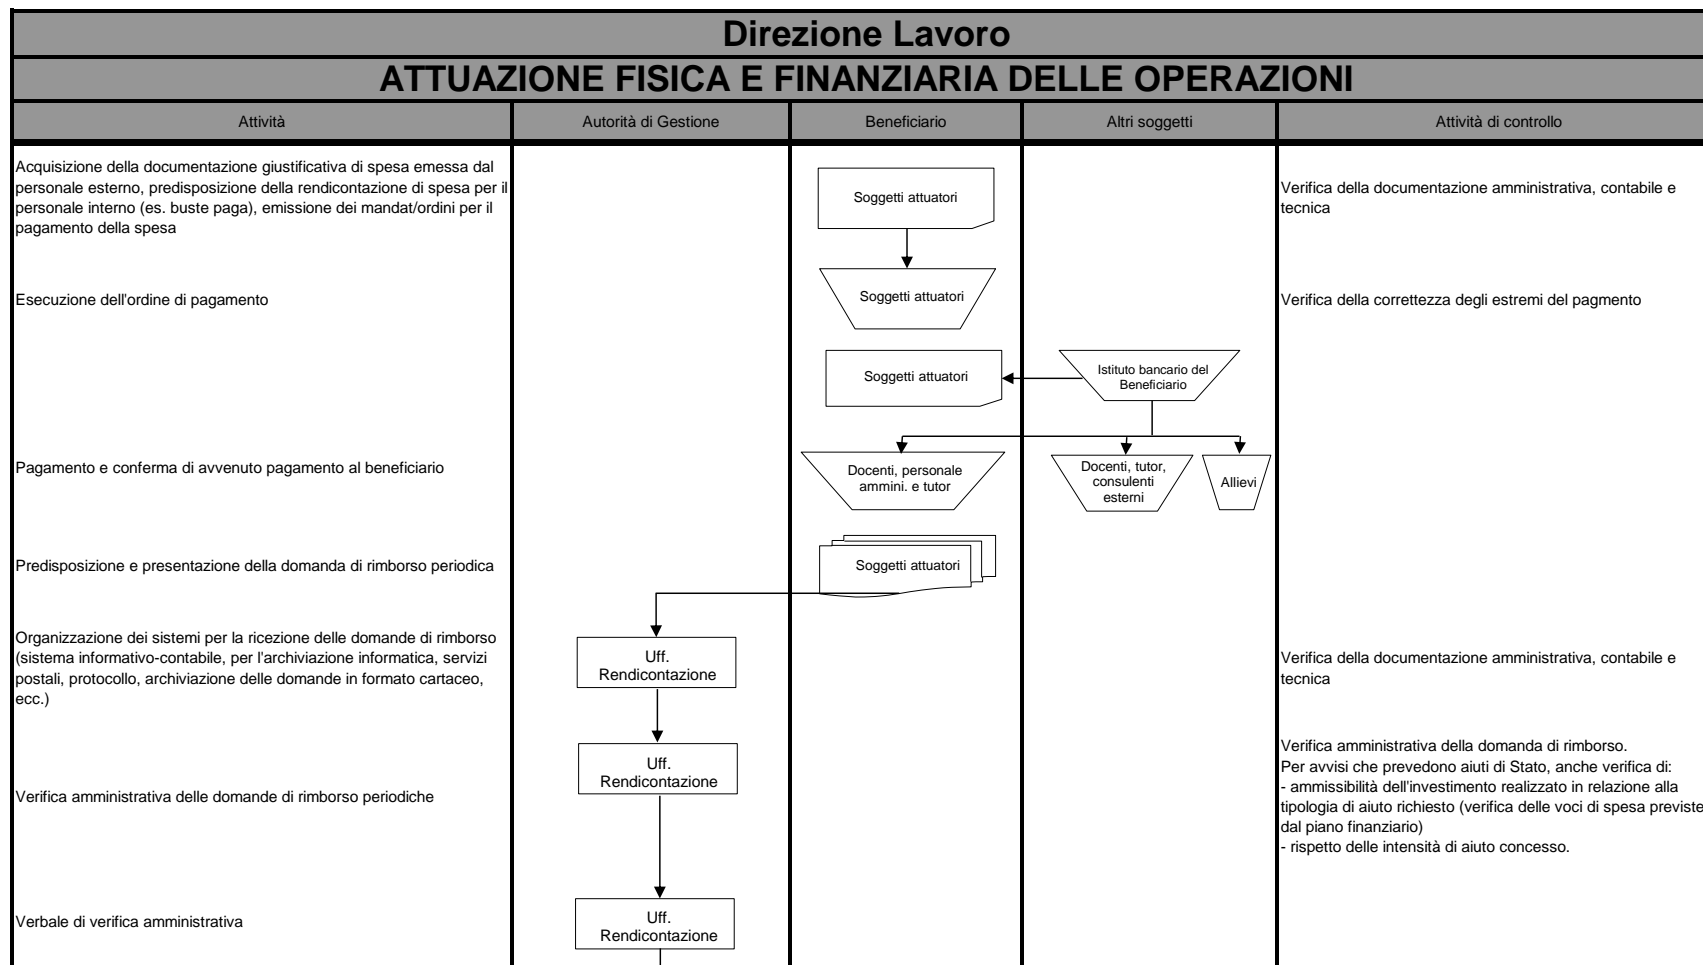 Direzione Lavoro
ATTUAZIONE FISICA E FINANZIARIA DELLE OPERAZIONI
Attività
Autorità di Gestione
Beneficiario
Altri soggetti
Attività di controllo
Acquisizione della documentazione giustificativa di spesa emessa dal
personale esterno, predisposizione della rendicontazione di spesa per il
personale interno (es. buste paga), emissione dei mandat/ordini per il
pagamento della spesa
Soggetti attuatori
Verifica della documentazione amministrativa, contabile e
tecnica
Esecuzione dell'ordine di pagamento
Soggetti attuatori
Verifica della correttezza degli estremi del pagmento
Soggetti attuatori
Istituto bancario del
Beneficiario
Pagamento e conferma di avvenuto pagamento al beneficiario
Docenti, personale
ammini. e tutor
Docenti, tutor,
consulenti
esterni
Allievi
Predisposizione e presentazione della domanda di rimborso periodica
Soggetti attuatori
Organizzazione dei sistemi per la ricezione delle domande di rimborso
(sistema informativo-contabile, per l'archiviazione informatica, servizi
postali, protocollo, archiviazione delle domande in formato cartaceo,
ecc.)
Uff.
Rendicontazione
Verifica della documentazione amministrativa, contabile e
tecnica
Verifica amministrativa delle domande di rimborso periodiche
Uff.
Rendicontazione
Verifica amministrativa della domanda di rimborso.
Per avvisi che prevedono aiuti di Stato, anche verifica di:
- ammissibilità dell'investimento realizzato in relazione alla
tipologia di aiuto richiesto (verifica delle voci di spesa previste
dal piano finanziario)
- rispetto delle intensità di aiuto concesso.
Verbale di verifica amministrativa
Uff.
Rendicontazione